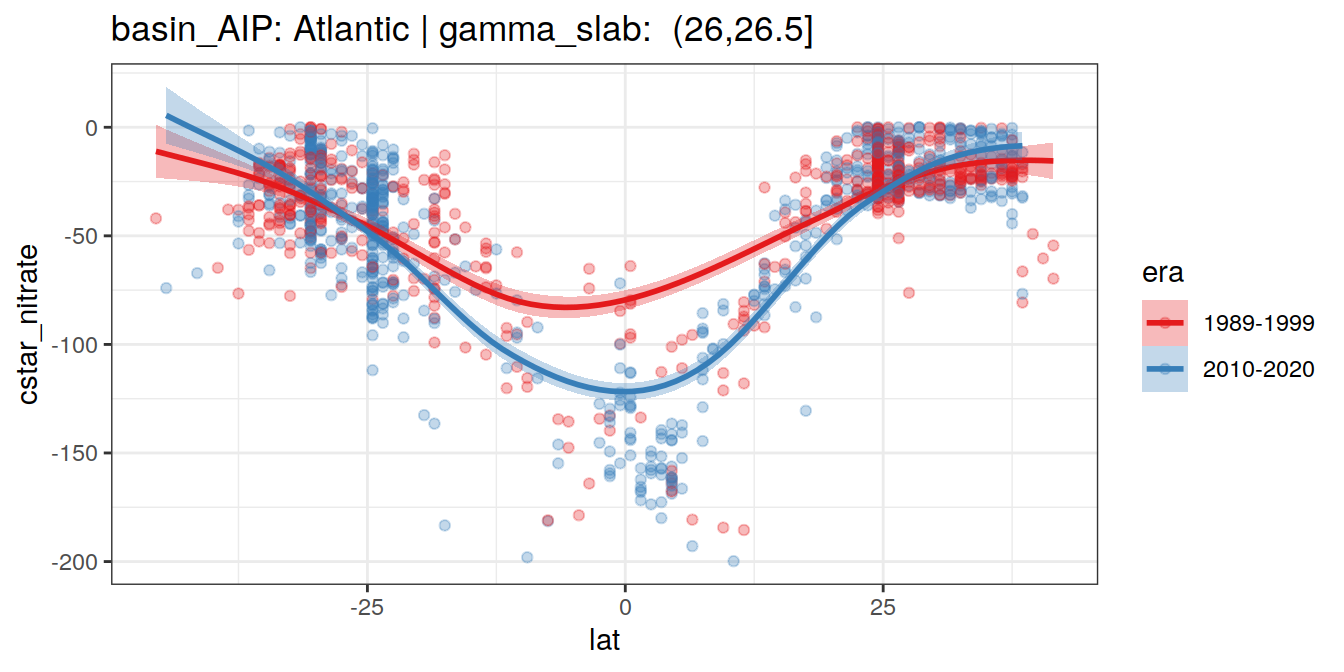 basin_AIP: Atlantic | gamma_slab:  (26,26.5]
cstar_nitrate
0
-50
-100
-150
-200
-25
0
25
lat
era
1989-1999
2010-2020